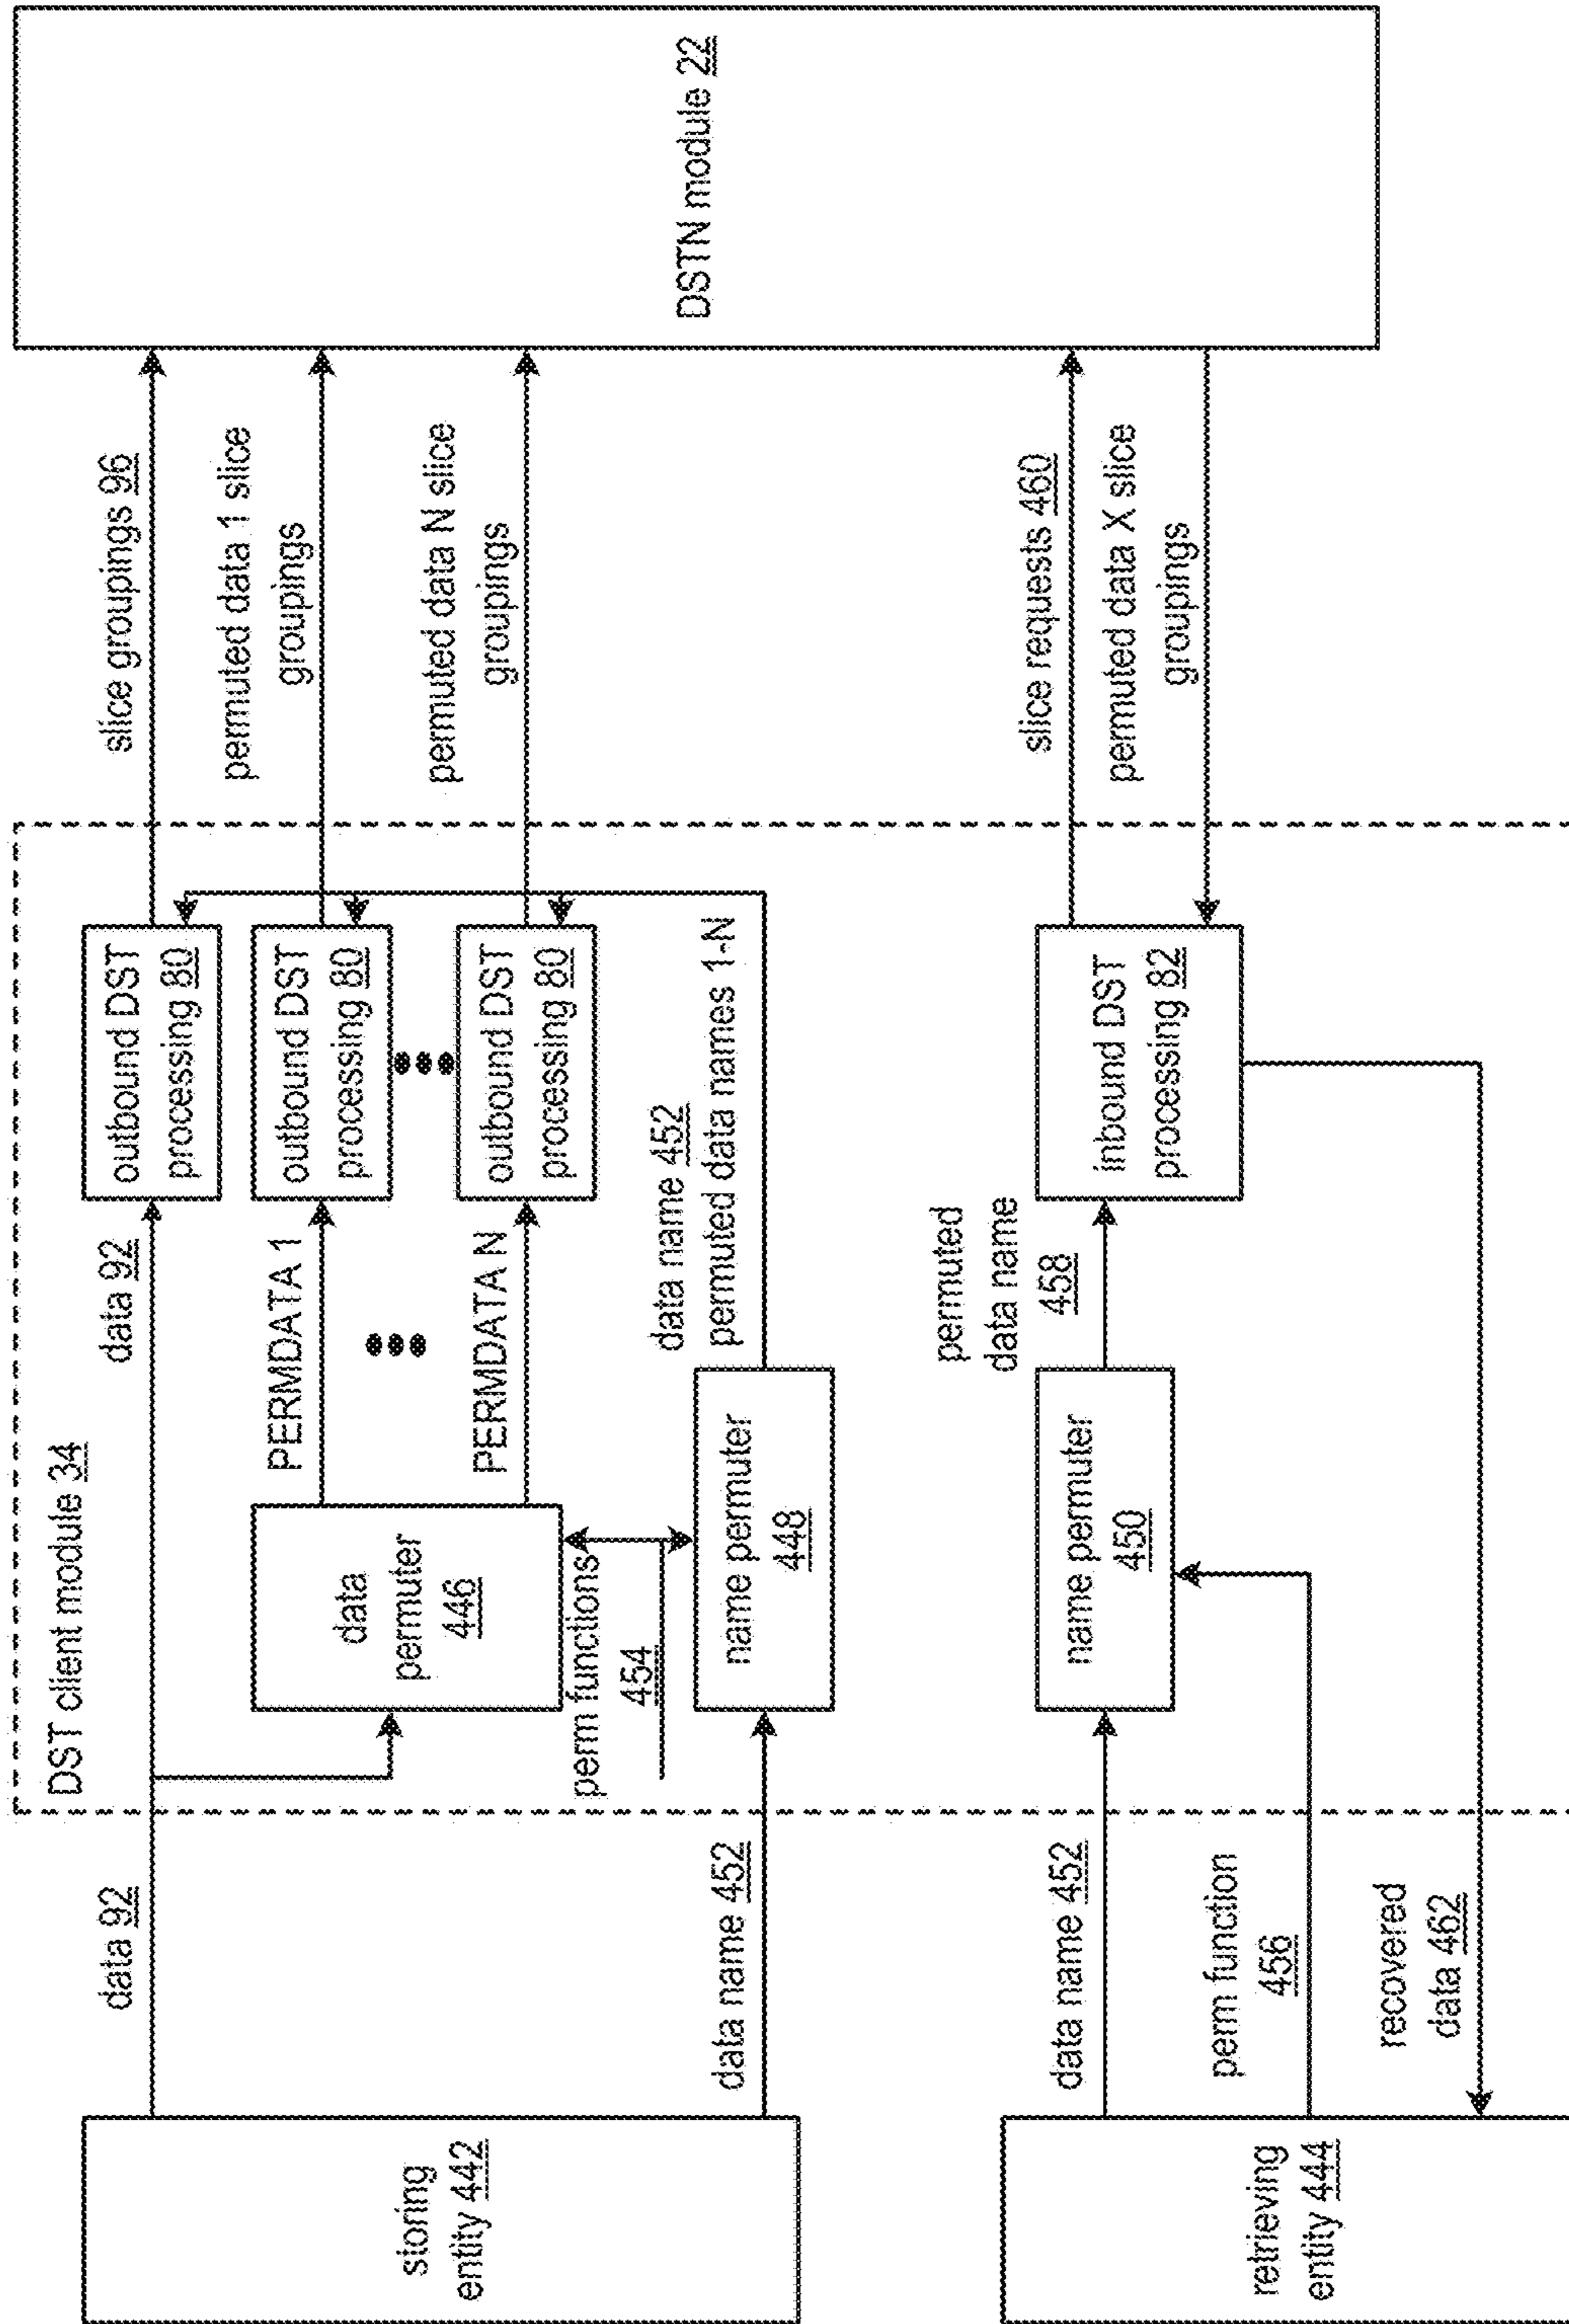 DST client module 34
storing
entity 442
data 92
data 92
outbound DST
processing 80
slice groupings 96
data
permuter
446
PERMDATA 1
outbound DST
processing 80
permuted data 1 slice
groupings
PERMDATA N
outbound DST
processing 80
permuted data N slice
groupings
perm functions
454
data name 452
name permuter
448
data name 452
permuted data names 1-N
DSTN module 22
retrieving
entity 444
data name 452
name permuter
450
permuted
data name
458
inbound DST
processing 82
slice requests 460
permuted data X slice
groupings
perm function
456
recovered
data 462